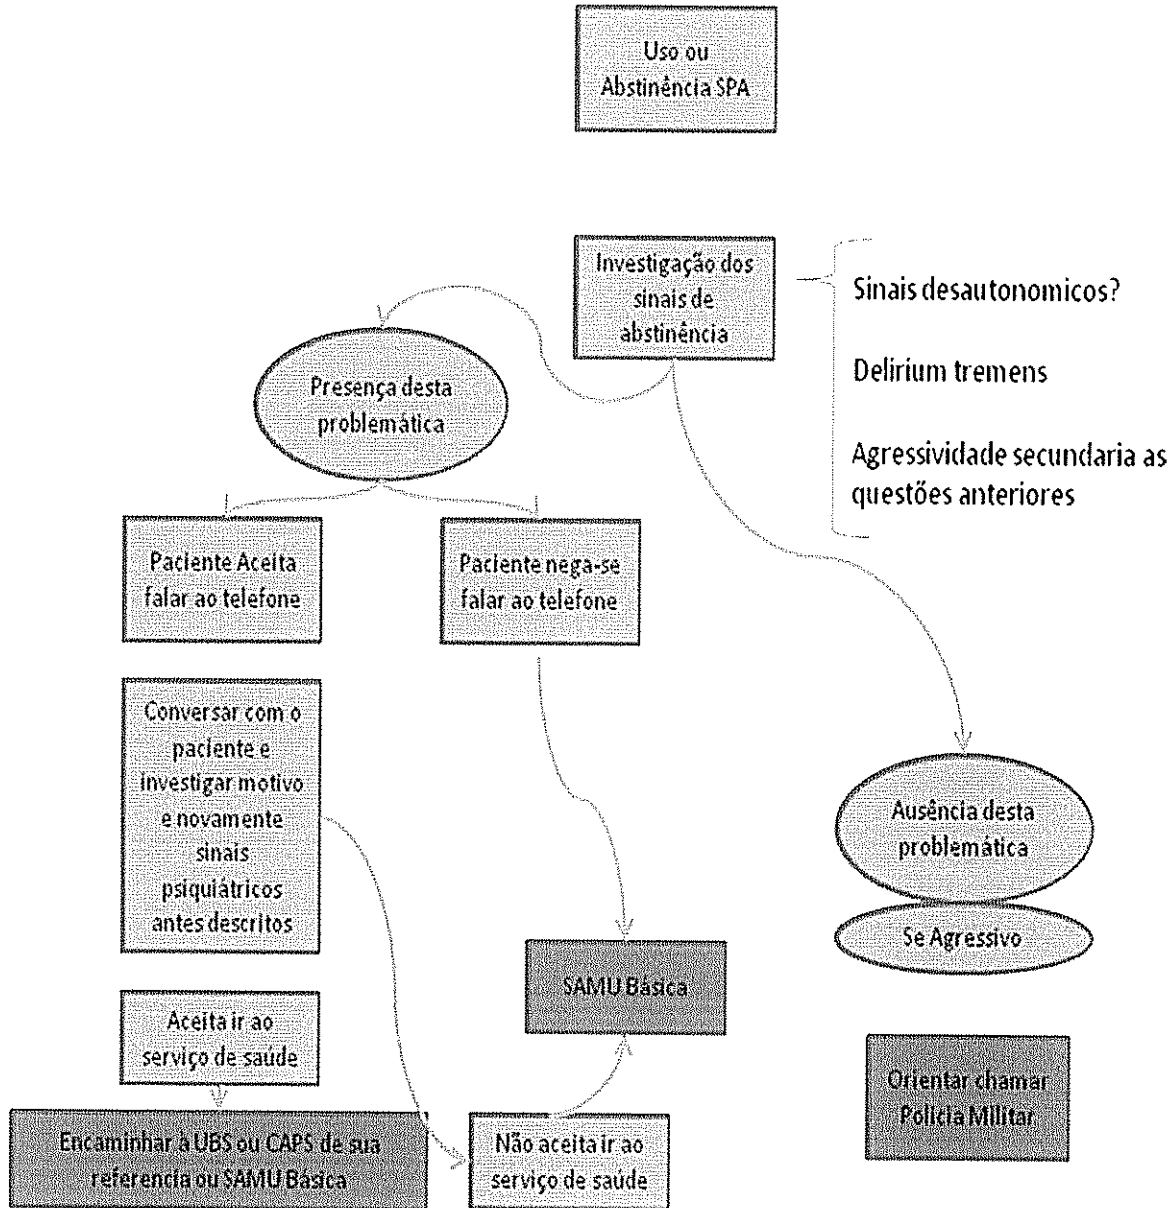 Uso ou
Abstinência SPA
Investigação dos
sinais de
abstinência
Sinais desautonomicos?
Delirium tremens
Agressividade secundaria as
questões anteriores
Presença desta
problemática
Paciente Aceita
falar ao telefone
Paciente nega-se
falar ao telefone
Conversar com o
paciente e
investigar motivo
e novamente
sinais
psiquiátricos
antes descritos
Ausência desta
problemática
Se Agressivo
SAMU Básica
Aceita ir ao
serviço de saúde
Orientar chamar
Policia Militar
Encaminhar à UBS ou CAPS de sua
referencia ou SAMU Básica
Não aceita ir ao
serviço de saúde